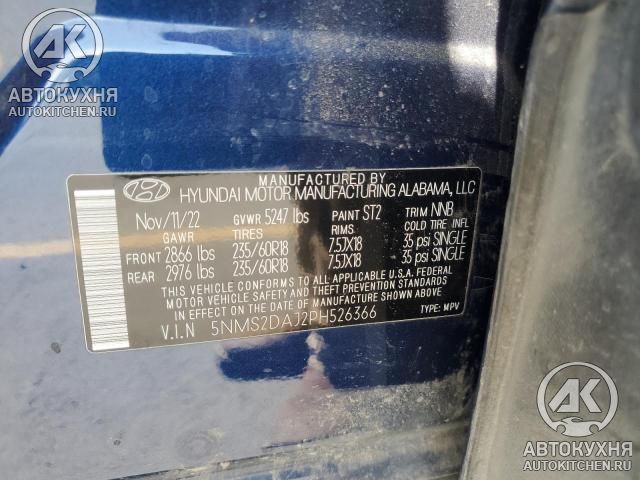 AK
АВТОКУХНЯ
AUTOKITCHEN.RU
MANUFACTURED BY
HYUNDAI MOTOR MANUFACTURING ALABAMA, LLC
Nov/11/22 GVWR 5247 lbs PAINT ST2 TRIM NNB
GAWR TIRES RIMS COLD TIRE INFL
FRONT 2866 lbs 235/60R18 7.5JX18 35 psi SINGLE
REAR 2976 lbs 235/60R18 7.5JX18 35 psi SINGLE
THIS VEHICLE CONFORMS TO ALL APPLICABLE U.S.A. FEDERAL
MOTOR VEHICLE SAFETY AND THEFT PREVENTION STANDARDS
IN EFFECT ON THE DATE OF MANUFACTURE SHOWN ABOVE.
V.I.N 5NMS2DAJ2PH526366 TYPE: MPV
AK
АВТОКУХНЯ
AUTOKITCHEN.RU